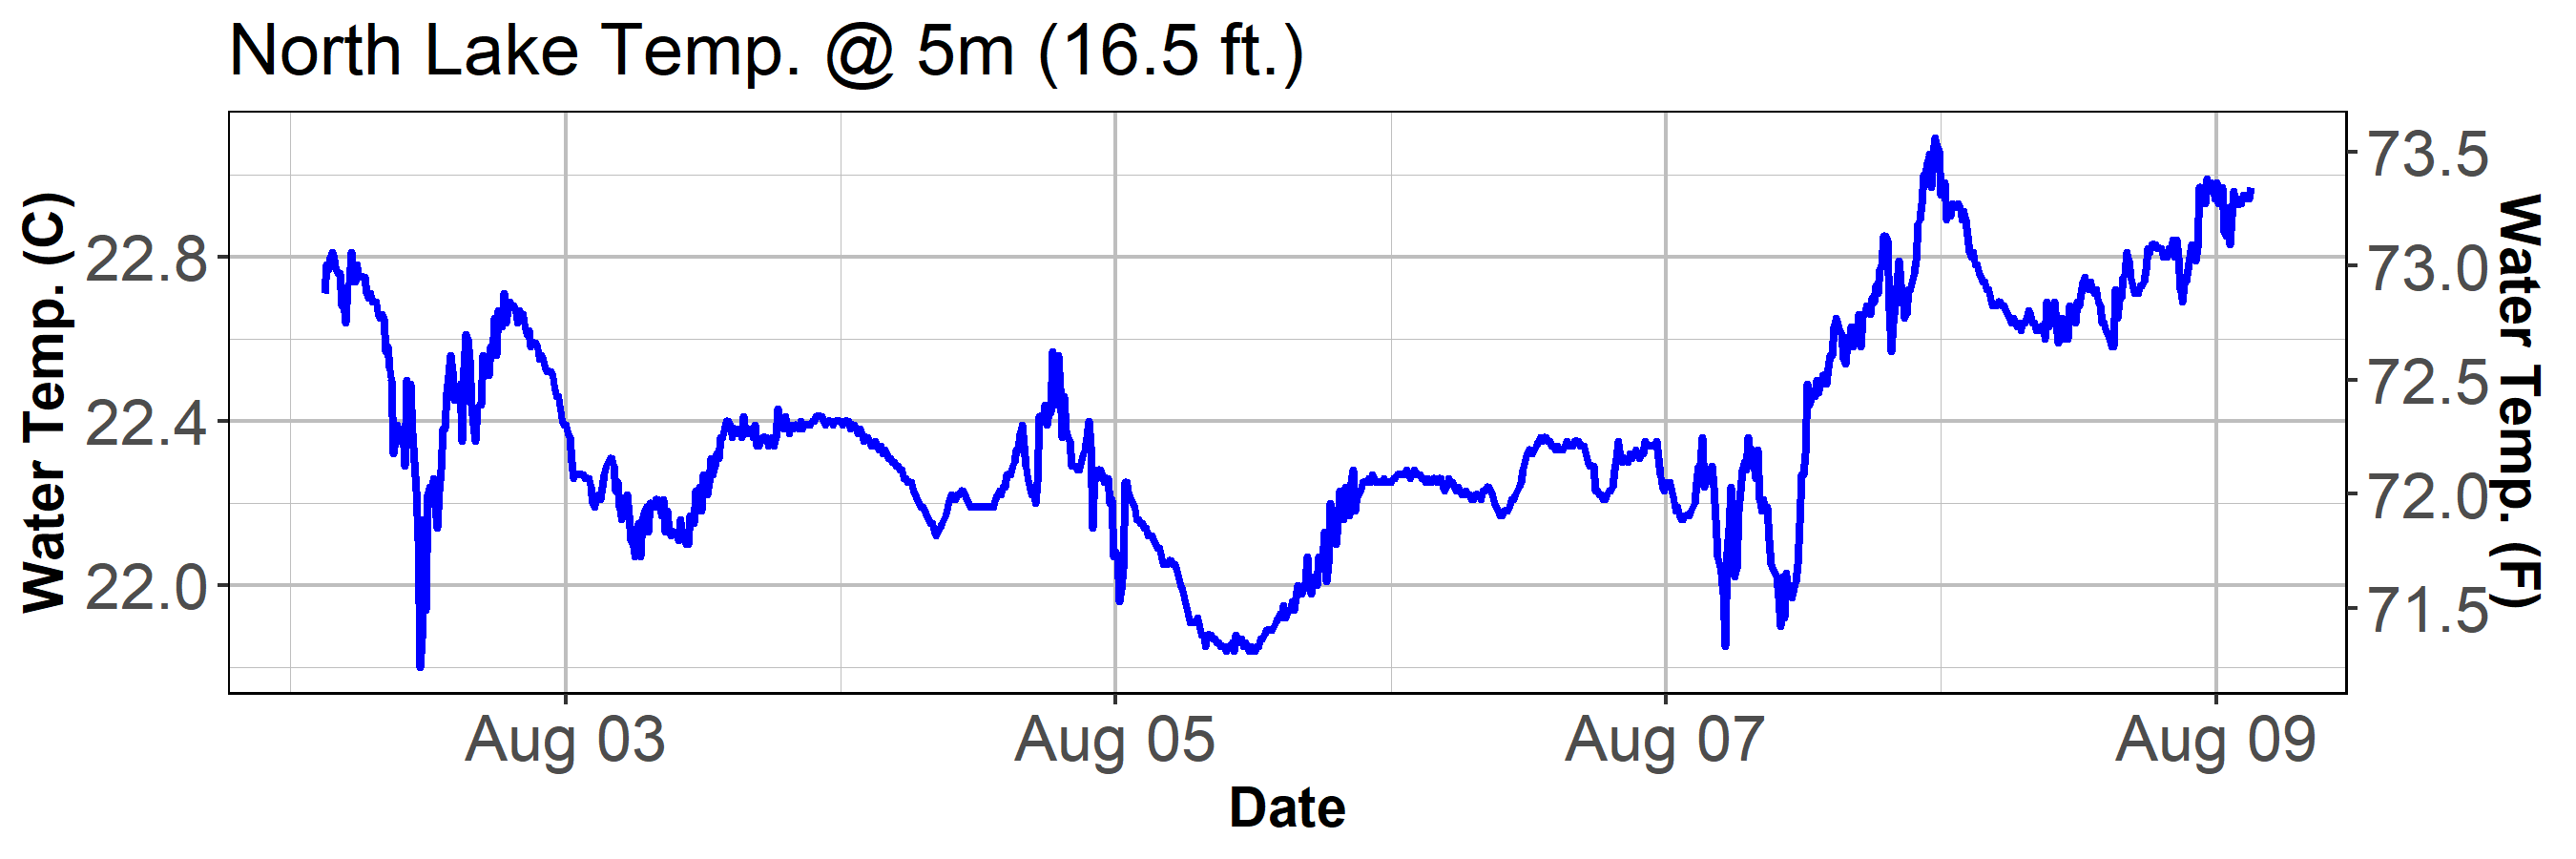 North Lake Temp. @ 5m (16.5 ft.)
Water Temp. (C)
22.8
22.4
22.0
73.5
73.0
72.5
72.0
71.5
Water Temp. (F)
Aug 03 Aug 05 Aug 07 Aug 09
Date